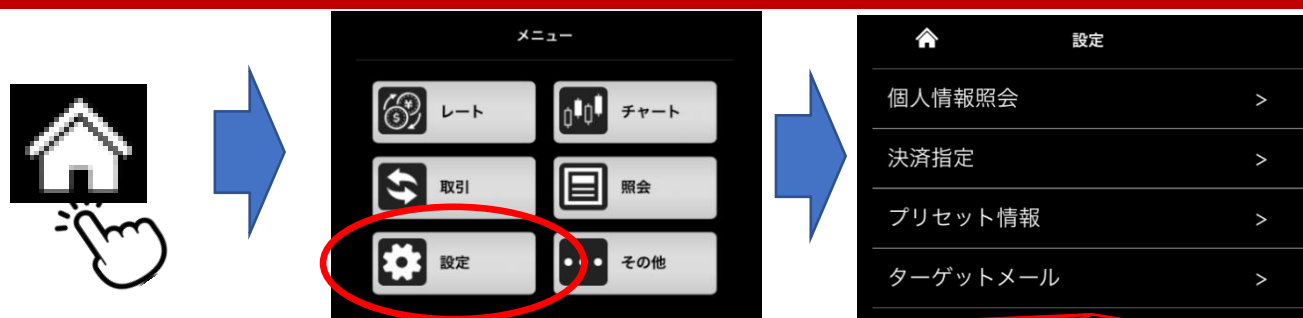 メニュー
レート
チャート
取引
照会
設定
その他
設定
個人情報照会 >
決済指定 >
プリセット情報 >
ターゲットメール >